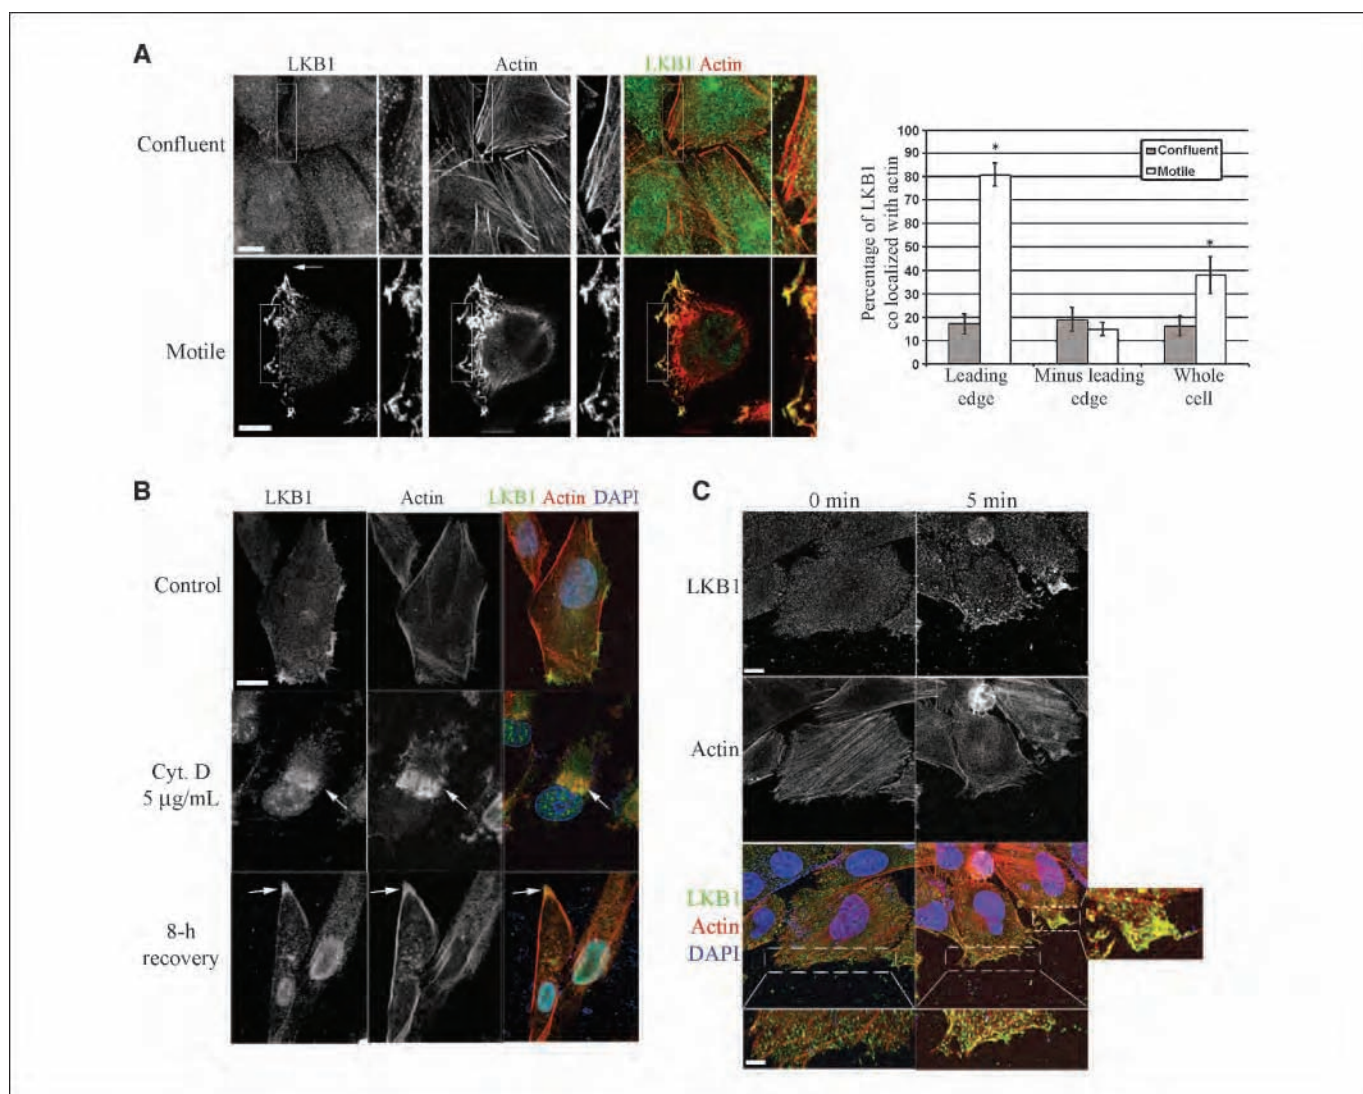 A
LKB1 Actin LKB1 Actin
Confluent
Motile
100
90
80
70
60
50
40
30
20
10
0
Percentage of LKB1
co localized with actin
Confluent
Motile
*
*
Leading
edge
Minus leading
edge
Whole
cell
B
LKB1 Actin LKB1 Actin DAPI
Control
Cyt. D
5 µg/mL
8-h
recovery
C
0 min 5 min
LKB1
Actin
LKB1
Actin
DAPI